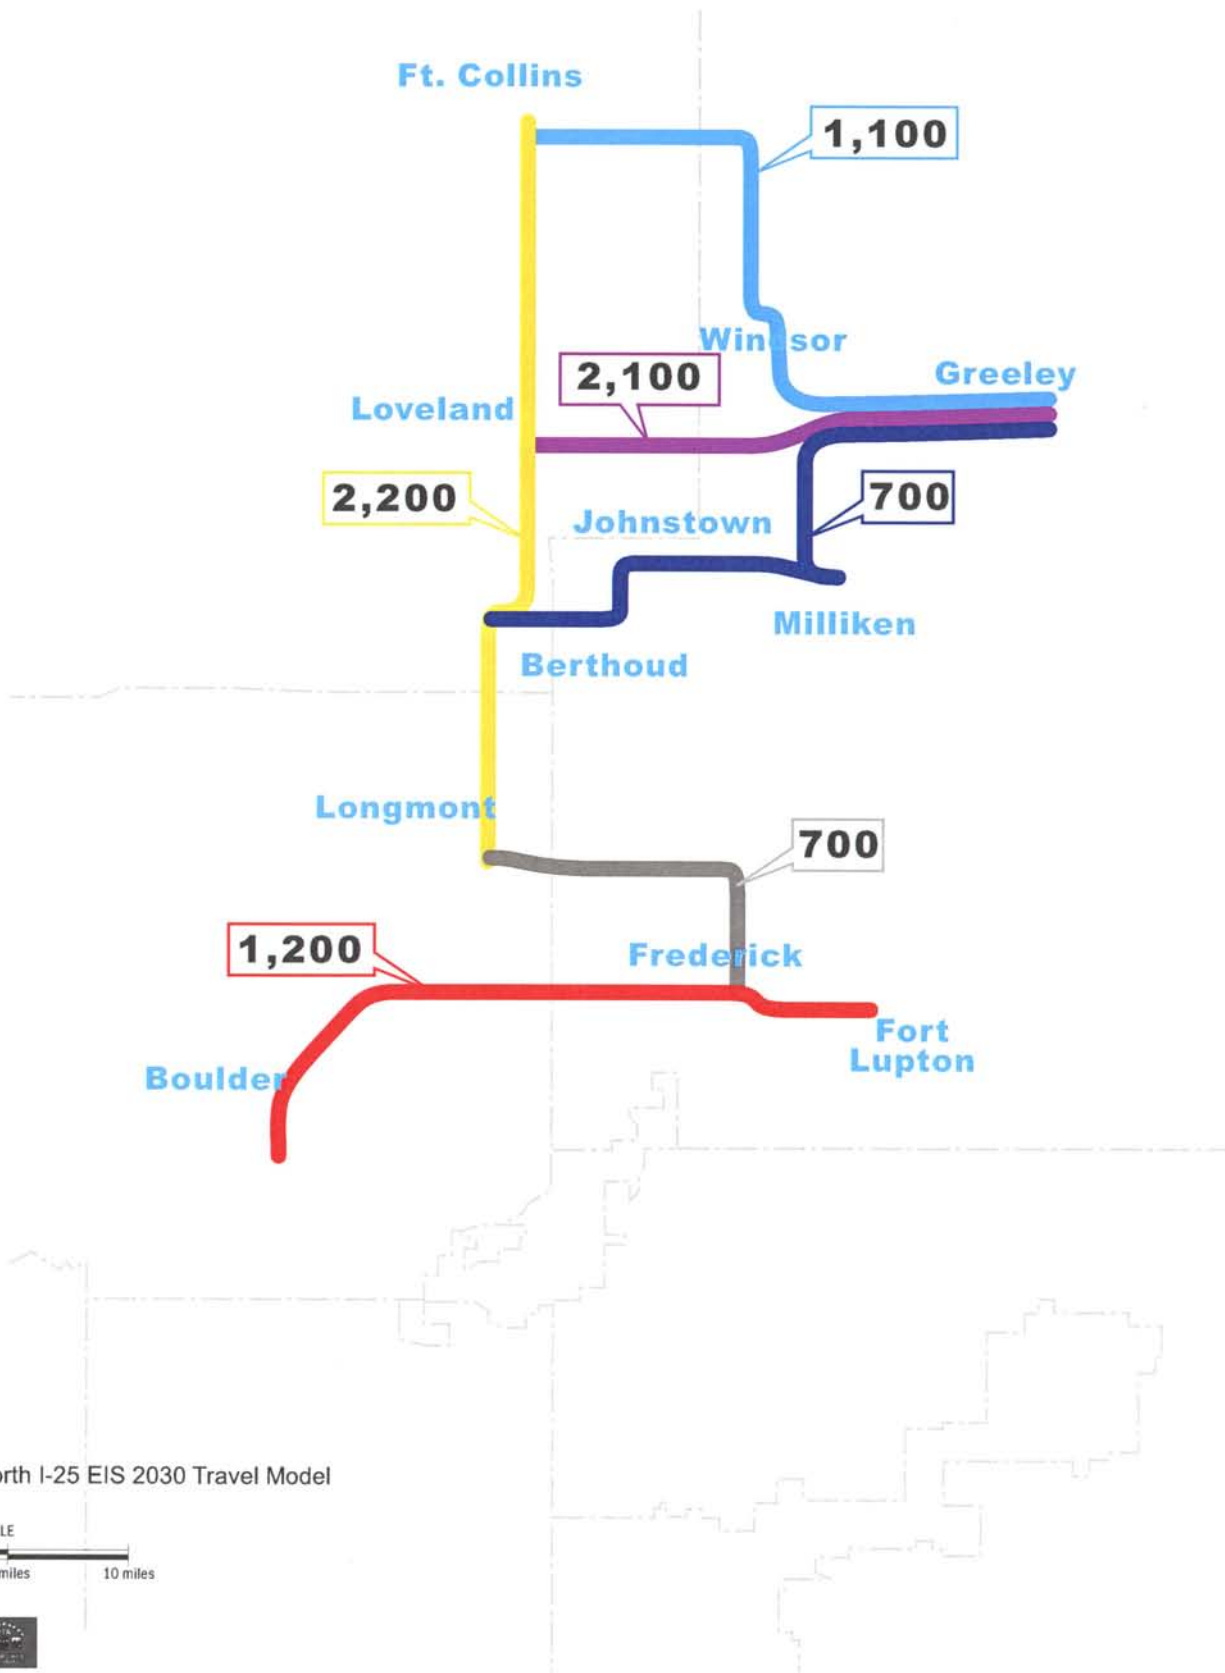 Ft. Collins
1,100
Windsor
2,100
Greeley
Loveland
2,200
700
Johnstown
Milliken
Berthoud
Longmont
700
1,200
Frederick
Fort
Lupton
Boulder
orth I-25 EIS 2030 Travel Model
LE
miles
10 miles